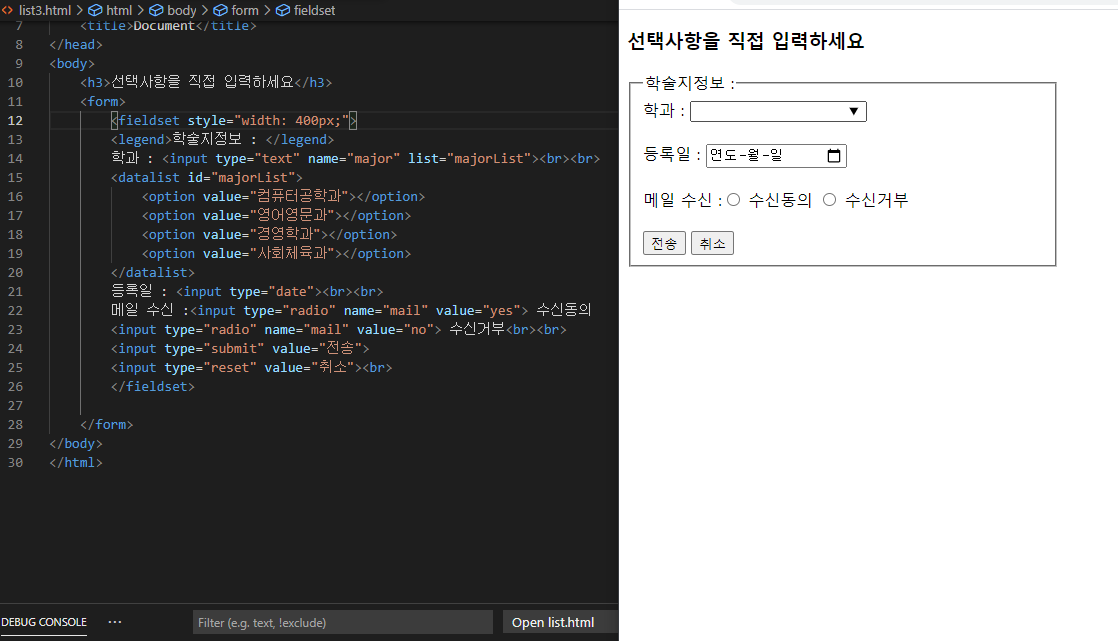 list3.html > html > body > form > fieldset
7 <title>Document</title>
8 </head>
9 <body>
10 <h3>선택사항을 직접 입력하세요</h3>
11 <form>
12 <fieldset style="width: 400px;">
13 <legend>학술지정보 : </legend>
14 학과 : <input type="text" name="major" list="majorList"><br><br>
15 <datalist id="majorList">
16 <option value="컴퓨터공학과"></option>
17 <option value="영어영문과"></option>
18 <option value="경영학과"></option>
19 <option value="사회체육과"></option>
20 </datalist>
21 등록일 : <input type="date"><br><br>
22 메일 수신 :<input type="radio" name="mail" value="yes"> 수신동의
23 <input type="radio" name="mail" value="no"> 수신거부<br><br>
24 <input type="submit" value="전송">
25 <input type="reset" value="취소"><br>
26 </fieldset>
27
28 </form>
29 </body>
30 </html>
DEBUG CONSOLE ··· Filter (e.g. text, !exclude) Open list.html
선택사항을 직접 입력하세요
학술지정보 :
학과 :
등록일 : 연도-월-일
메일 수신 : 수신동의 수신거부
전송 취소